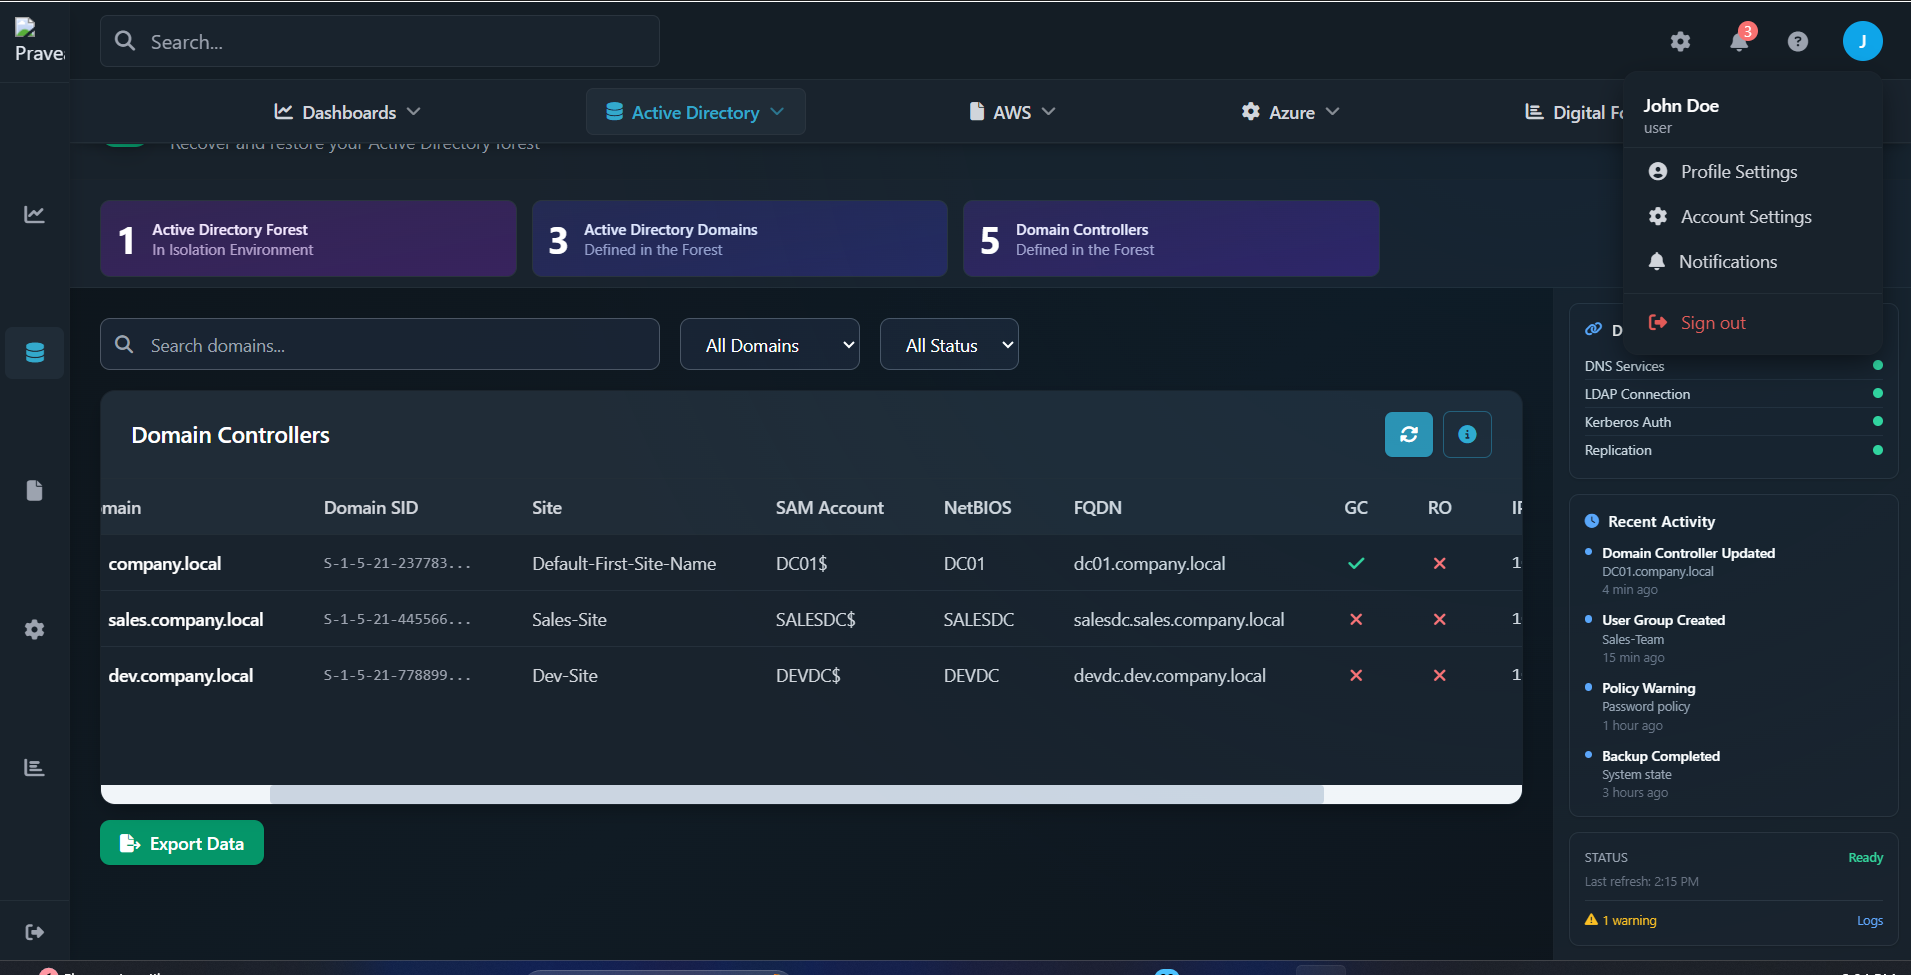 Search...
3
J
Dashboards
Active Directory
AWS
Azure
Digital Fo
John Doe
user
Profile Settings
Account Settings
Notifications
Sign out
Recover and restore your Active Directory forest
1
Active Directory Forest
In Isolation Environment
3
Active Directory Domains
Defined in the Forest
5
Domain Controllers
Defined in the Forest
Search domains...
All Domains
All Status
Domain Controllers
main Domain SID Site SAM Account NetBIOS FQDN GC RO
company.local S-1-5-21-237783... Default-First-Site-Name DC01$ DC01 dc01.company.local
sales.company.local S-1-5-21-445566... Sales-Site SALESDC$ SALESDC salesdc.sales.company.local
dev.company.local S-1-5-21-778899... Dev-Site DEVDC$ DEVDC devdc.dev.company.local
Export Data
D
DNS Services
LDAP Connection
Kerberos Auth
Replication
Recent Activity
Domain Controller Updated
DC01.company.local
4 min ago
User Group Created
Sales-Team
15 min ago
Policy Warning
Password policy
1 hour ago
Backup Completed
System state
3 hours ago
STATUS Ready
Last refresh: 2:15 PM
1 warning Logs